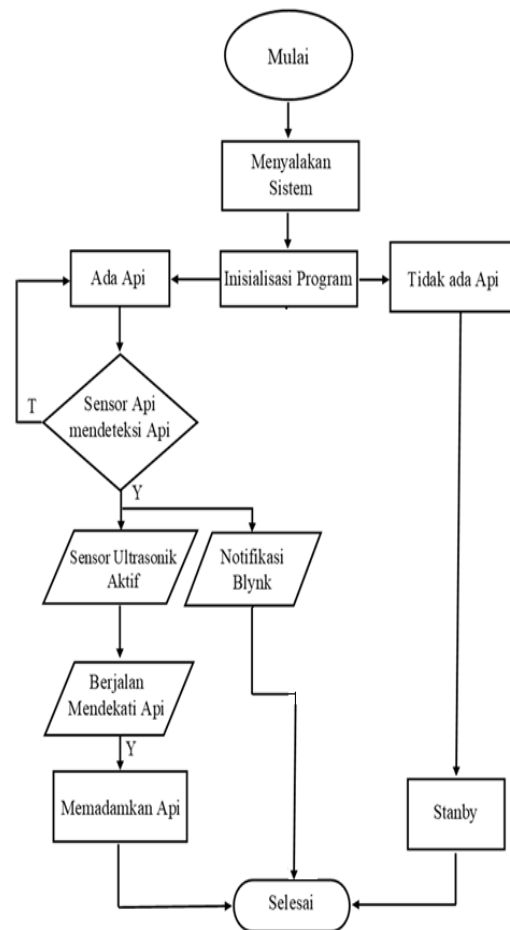 Mulai
Menyalakan
Sistem
Ada Api
Inisialisasi Program
Tidak ada Api
T
Sensor Api
mendeteksi Api
Y
Sensor Ultrasonik
Aktif
Notifikasi
Blynk
Berjalan
Mendekati Api
Y
Memadamkan Api
Stanby
Selesai